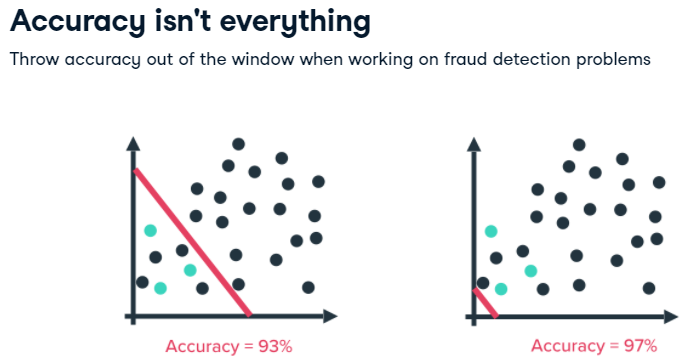 Accuracy isn't everything
Throw accuracy out of the window when working on fraud detection problems
Accuracy = 93%
Accuracy = 97%